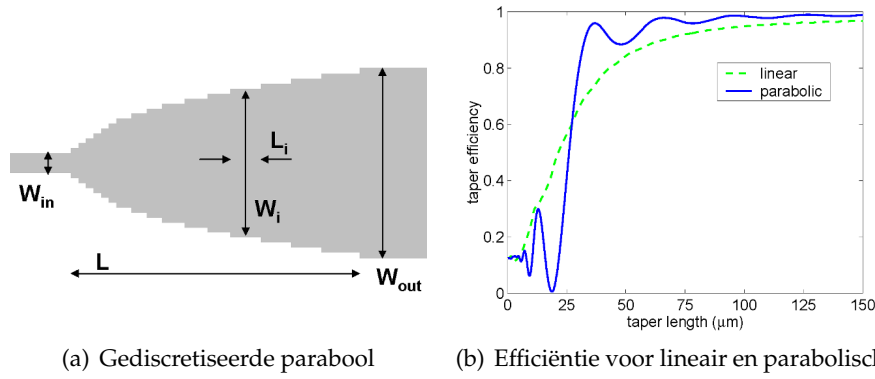 W_in
L_i
W_i
L
W_out
(a) Gediscretiseerde parabool
1
0.8
0.6
0.4
0.2
0
0 25 50 75 100 125 150
taper efficiency
taper length (μm)
linear
parabolic
(b) Efficiëntie voor lineair en parabolisch